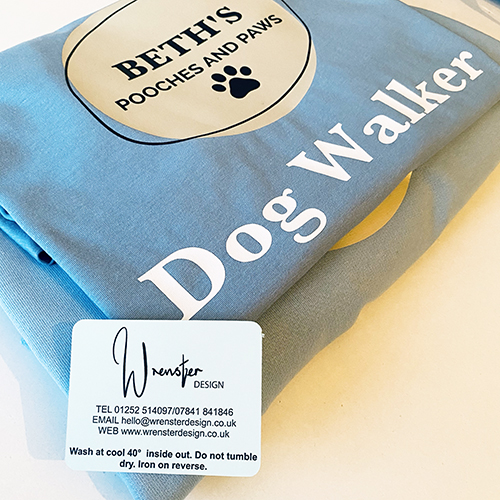 BETH'S
POOCHES AND PAWS
Dog Walker
Wrenster
DESIGN
TEL 01252 514097/07841 841846
EMAIL hello@wrensterdesign.co.uk
WEB www.wrensterdesign.co.uk
Wash at cool 40° inside out. Do not tumble
dry. Iron on reverse.